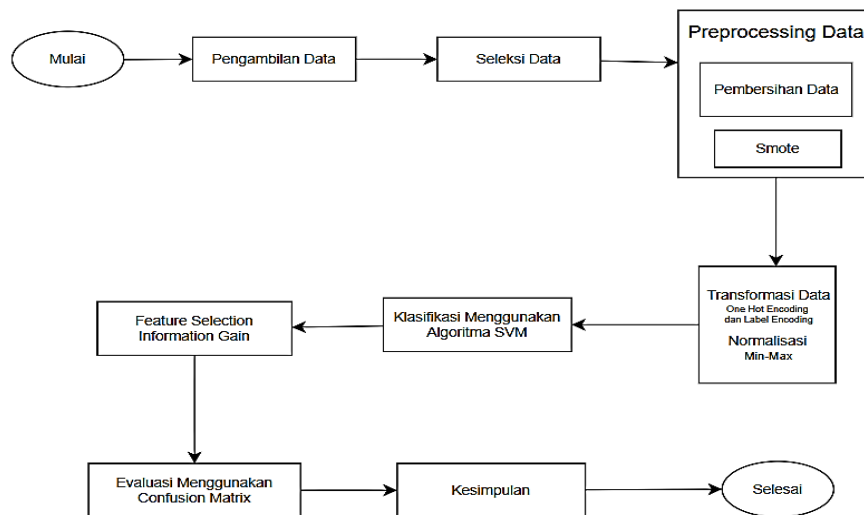 Mulai
Pengambilan Data
Seleksi Data
Preprocessing Data
Pembersihan Data
Smote
Transformasi Data
One Hot Encoding
dan Label Encoding
Normalisasi
Min-Max
Klasifikasi Menggunakan
Algoritma SVM
Feature Selection
Information Gain
Evaluasi Menggunakan
Confusion Matrix
Kesimpulan
Selesai